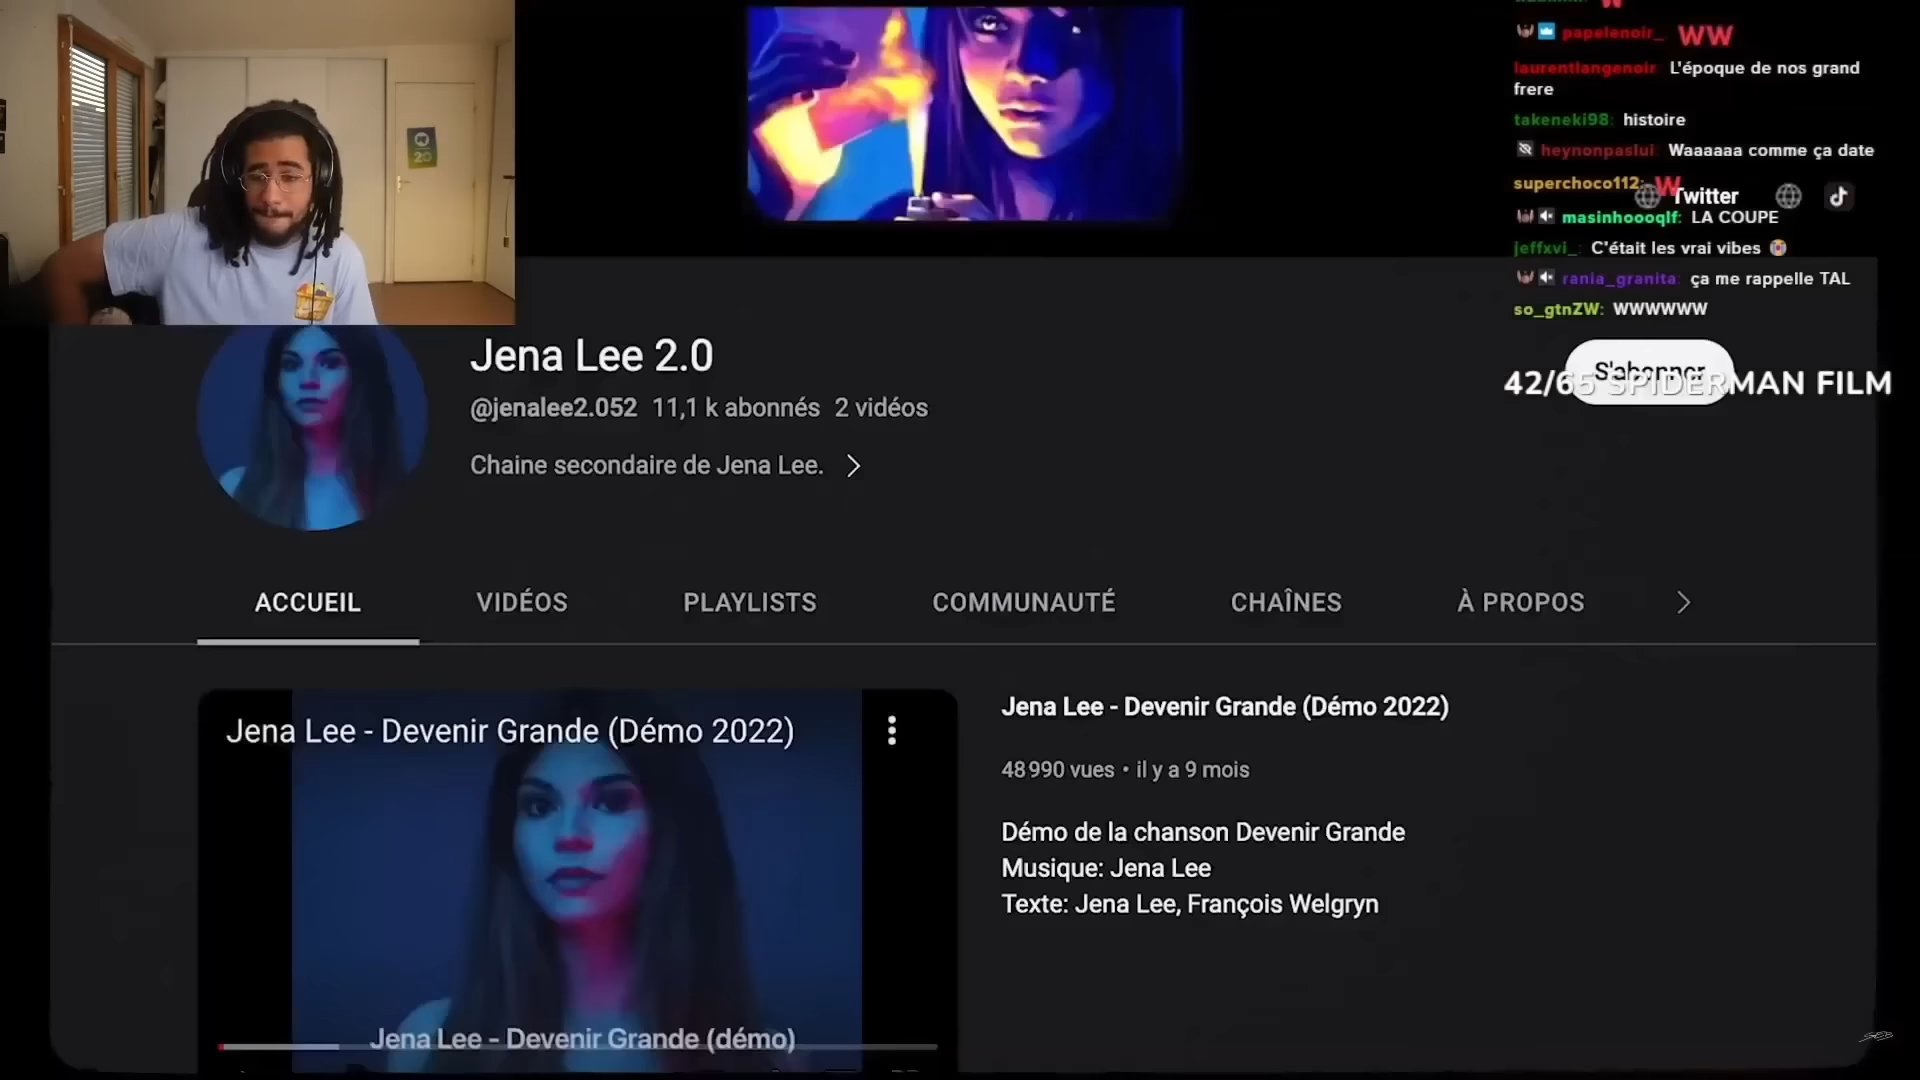 papelenoir_ WW
laurentlangenoir: L'époque de nos grand
frere
takeneki98: histoire
heynonpaslui: Waaaaaa comme ça date
superchoco112: W
Twitter
masinhoooqlf: LA COUPE
jeffxvi_: C'était les vrai vibes
rania_granita: ça me rappelle TAL
so_gtnZW: WWWWWW
S'abonner
42/65 SPIDERMAN FILM
20
Jena Lee 2.0
@jenalee2.052 11,1 k abonnés 2 vidéos
Chaine secondaire de Jena Lee.
ACCUEIL VIDÉOS PLAYLISTS COMMUNAUTÉ CHAÎNES À PROPOS
Jena Lee - Devenir Grande (Démo 2022)
Jena Lee - Devenir Grande (démo)
Jena Lee - Devenir Grande (Démo 2022)
48 990 vues • il y a 9 mois
Démo de la chanson Devenir Grande
Musique: Jena Lee
Texte: Jena Lee, François Welgryn